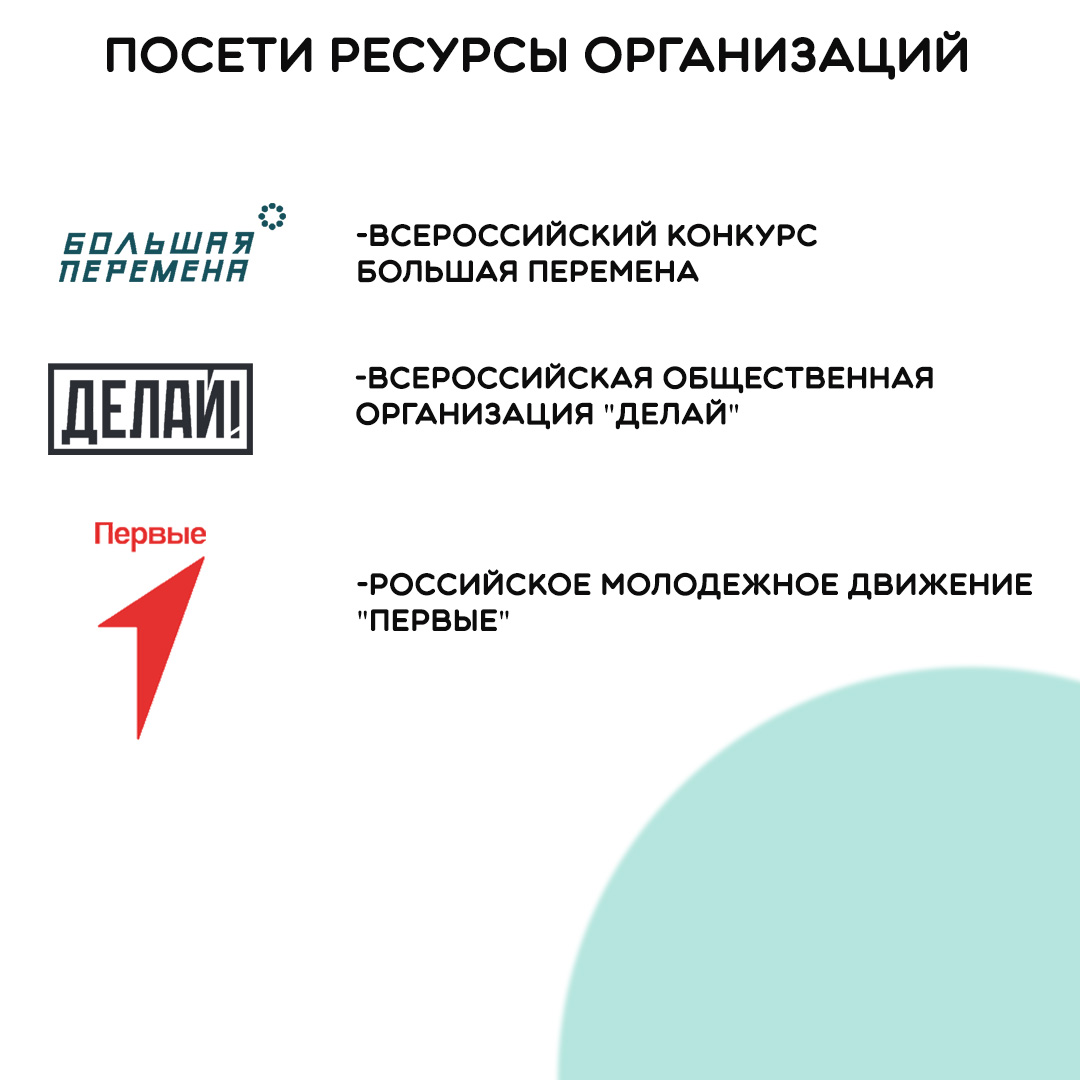 ПОСЕТИ РЕСУРСЫ ОРГАНИЗАЦИЙ
БОЛЬШАЯ
ПЕРЕМЕНА
-ВСЕРОССИЙСКИЙ КОНКУРС
БОЛЬШАЯ ПЕРЕМЕНА
ДЕЛАЙ!
-ВСЕРОССИЙСКАЯ ОБЩЕСТВЕННАЯ
ОРГАНИЗАЦИЯ "ДЕЛАЙ"
Первые
-РОССИЙСКОЕ МОЛОДЕЖНОЕ ДВИЖЕНИЕ
"ПЕРВЫЕ"